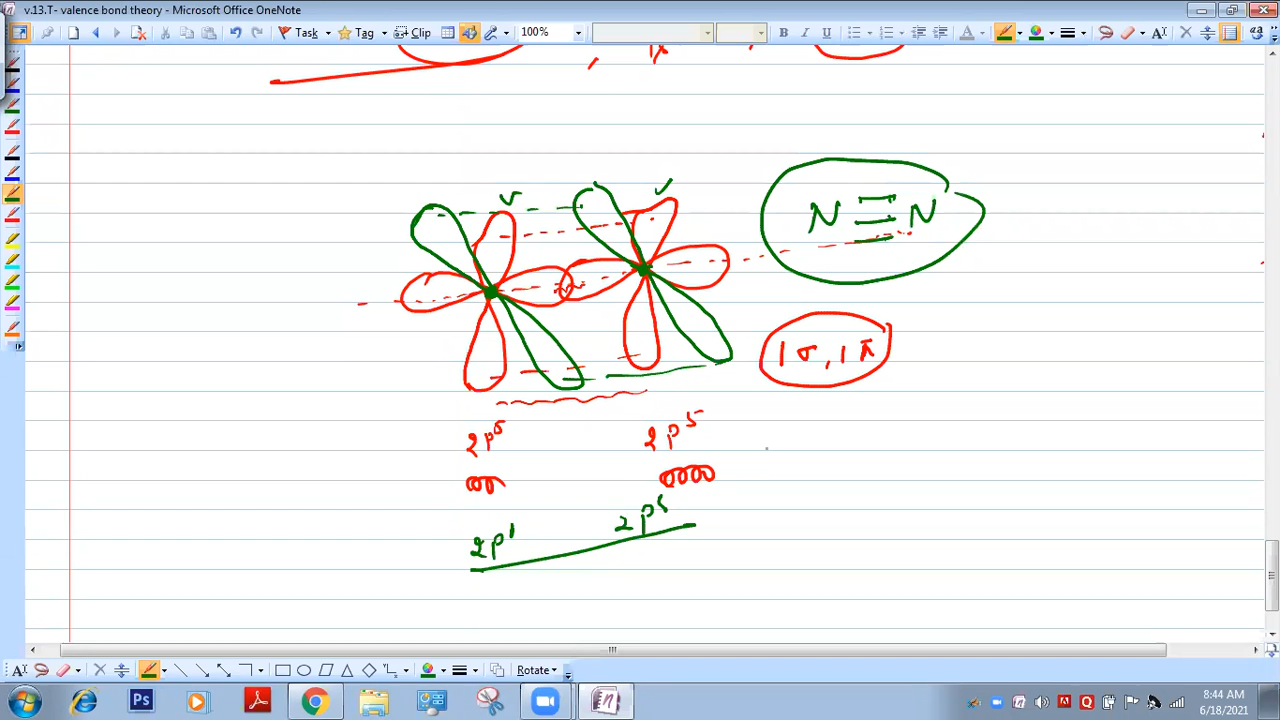 v.13.T- valence bond theory - Microsoft Office OneNote
Task
Tag
Clip
100%
B I U
N ≡ N
1σ, 1π
2p⁵ 2p⁵
2p¹
Rotate
8:44 AM
6/18/2021